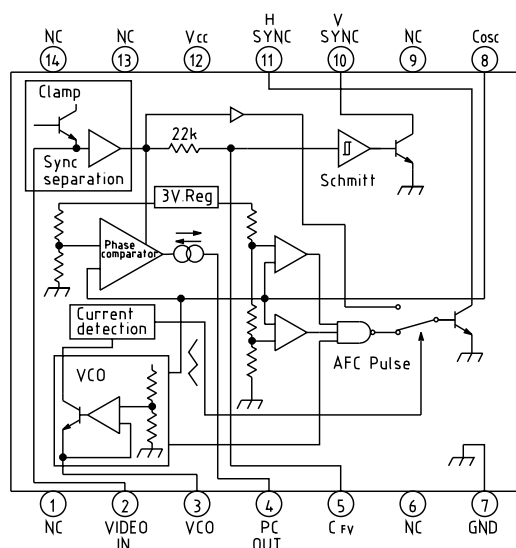 H V
NC NC Vcc SYNC SYNC NC Cosc
14 13 12 11 10 9 8
Clamp
22k
Sync
separation
Schmitt
3V.Reg
Phase
comparator
Current
detection
AFC Pulse
VCO
1 2 3 4 5 6 7
NC VIDEO VCO PC CFV NC GND
IN OUT